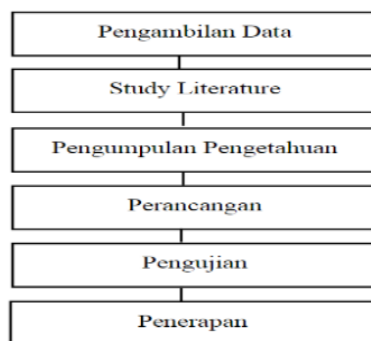 Pengambilan Data
Study Literature
Pengumpulan Pengetahuan
Perancangan
Pengujian
Penerapan